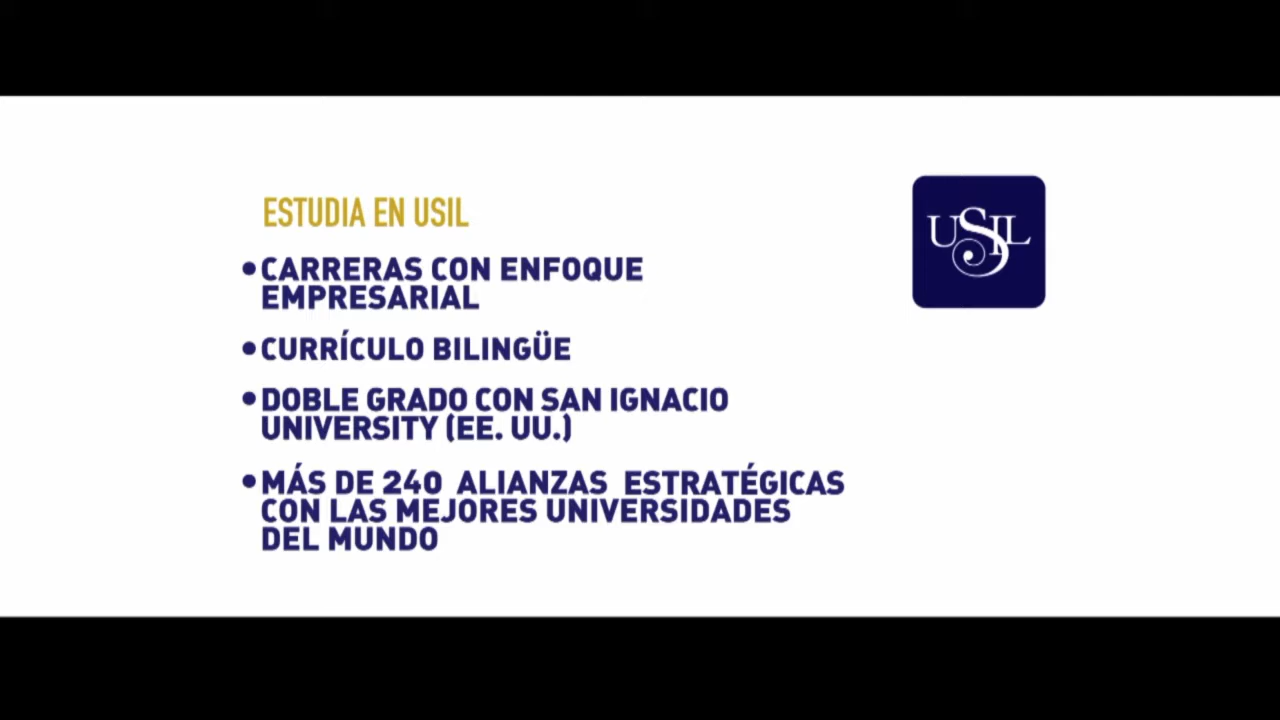 ESTUDIA EN USIL
•CARRERAS CON ENFOQUE
EMPRESARIAL
•CURRÍCULO BILINGÜE
•DOBLE GRADO CON SAN IGNACIO
UNIVERSITY (EE. UU.)
•MÁS DE 240 ALIANZAS ESTRATÉGICAS
CON LAS MEJORES UNIVERSIDADES
DEL MUNDO
USIL